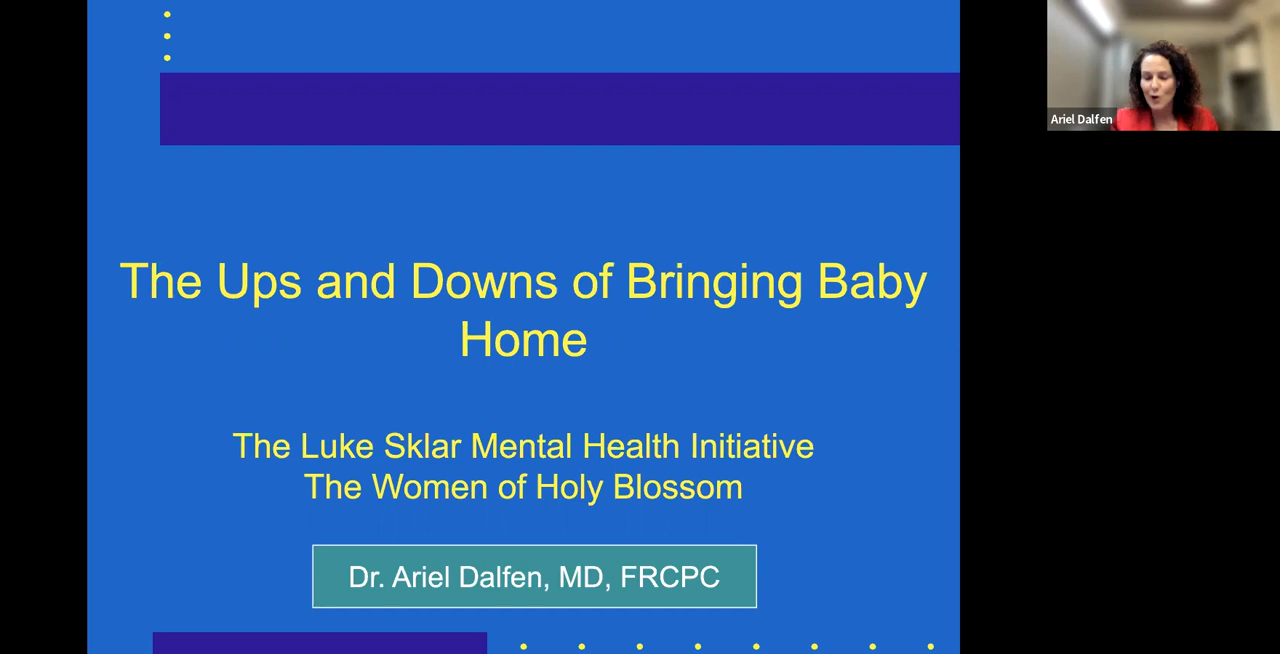 The Ups and Downs of Bringing Baby
Home
The Luke Sklar Mental Health Initiative
The Women of Holy Blossom
Dr. Ariel Dalfen, MD, FRCPC
Ariel Dalfen